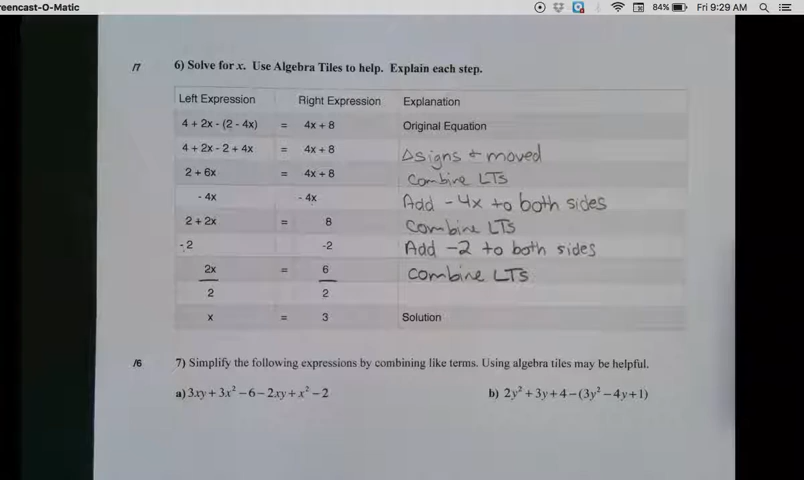 reencast-O-Matic 84% Fri 9:29 AM
/7 6) Solve for x. Use Algebra Tiles to help. Explain each step.
Left Expression Right Expression Explanation
4 + 2x - (2 - 4x) = 4x + 8 Original Equation
4 + 2x - 2 + 4x = 4x + 8 Δsigns + moved
2 + 6x = 4x + 8 Combine LTs
- 4x - 4x Add -4x to both sides
2 + 2x = 8 Combine LTs
- 2 -2 Add -2 to both sides
2x = 6 Combine LTs
2 2
x = 3 Solution
/6 7) Simplify the following expressions by combining like terms. Using algebra tiles may be helpful.
a) 3xy + 3x² - 6 - 2xy + x² - 2 b) 2y² + 3y + 4 - (3y² - 4y + 1)